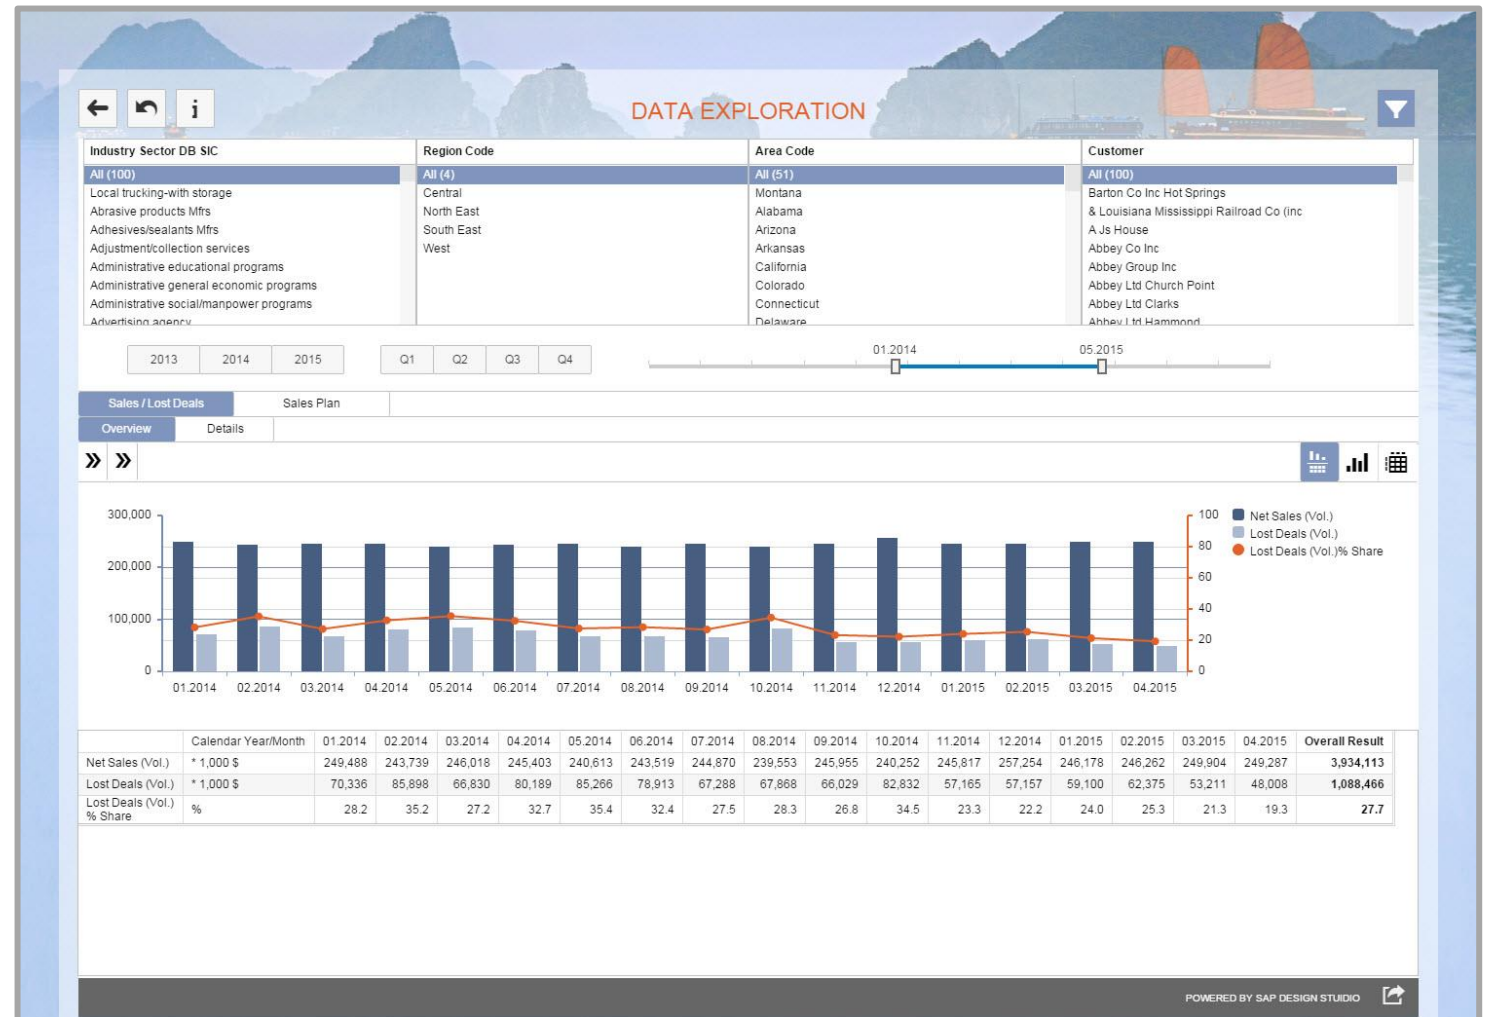 DATA EXPLORATION
Industry Sector DB SIC Region Code Area Code Customer
All (100) All (4) All (51) All (100)
Local trucking-with storage Central Montana Barton Co Inc Hot Springs
Abrasive products Mfrs North East Alabama & Louisiana Mississippi Railroad Co (inc
Adhesives/sealants Mfrs South East Arizona A Js House
Adjustment/collection services West Arkansas Abbey Co Inc
Administrative educational programs California Abbey Group Inc
Administrative general economic programs Colorado Abbey Ltd Church Point
Administrative social/manpower programs Connecticut Abbey Ltd Clarks
Advertising agency Delaware Abbey Ltd Hammond
01.2014 05.2015
2013 2014 2015 Q1 Q2 Q3 Q4
Sales / Lost Deals Sales Plan
Overview Details
300,000 100 Net Sales (Vol.)
Lost Deals (Vol.)
80 Lost Deals (Vol.)% Share
200,000
60
100,000 40
20
0 0
01.2014 02.2014 03.2014 04.2014 05.2014 06.2014 07.2014 08.2014 09.2014 10.2014 11.2014 12.2014 01.2015 02.2015 03.2015 04.2015
Calendar Year/Month 01.2014 02.2014 03.2014 04.2014 05.2014 06.2014 07.2014 08.2014 09.2014 10.2014 11.2014 12.2014 01.2015 02.2015 03.2015 04.2015 Overall Result
Net Sales (Vol.) * 1,000 $ 249,488 243,739 246,018 245,403 240,613 243,519 244,870 239,553 245,955 240,252 245,817 257,254 246,178 246,262 249,904 249,287 3,934,113
Lost Deals (Vol.) * 1,000 $ 70,336 85,898 66,830 80,189 85,266 78,913 67,288 67,868 66,029 82,832 57,165 57,157 59,100 62,375 53,211 48,008 1,088,466
Lost Deals (Vol.)
% Share % 28.2 35.2 27.2 32.7 35.4 32.4 27.5 28.3 26.8 34.5 23.3 22.2 24.0 25.3 21.3 19.3 27.7
POWERED BY SAP DESIGN STUIDIO